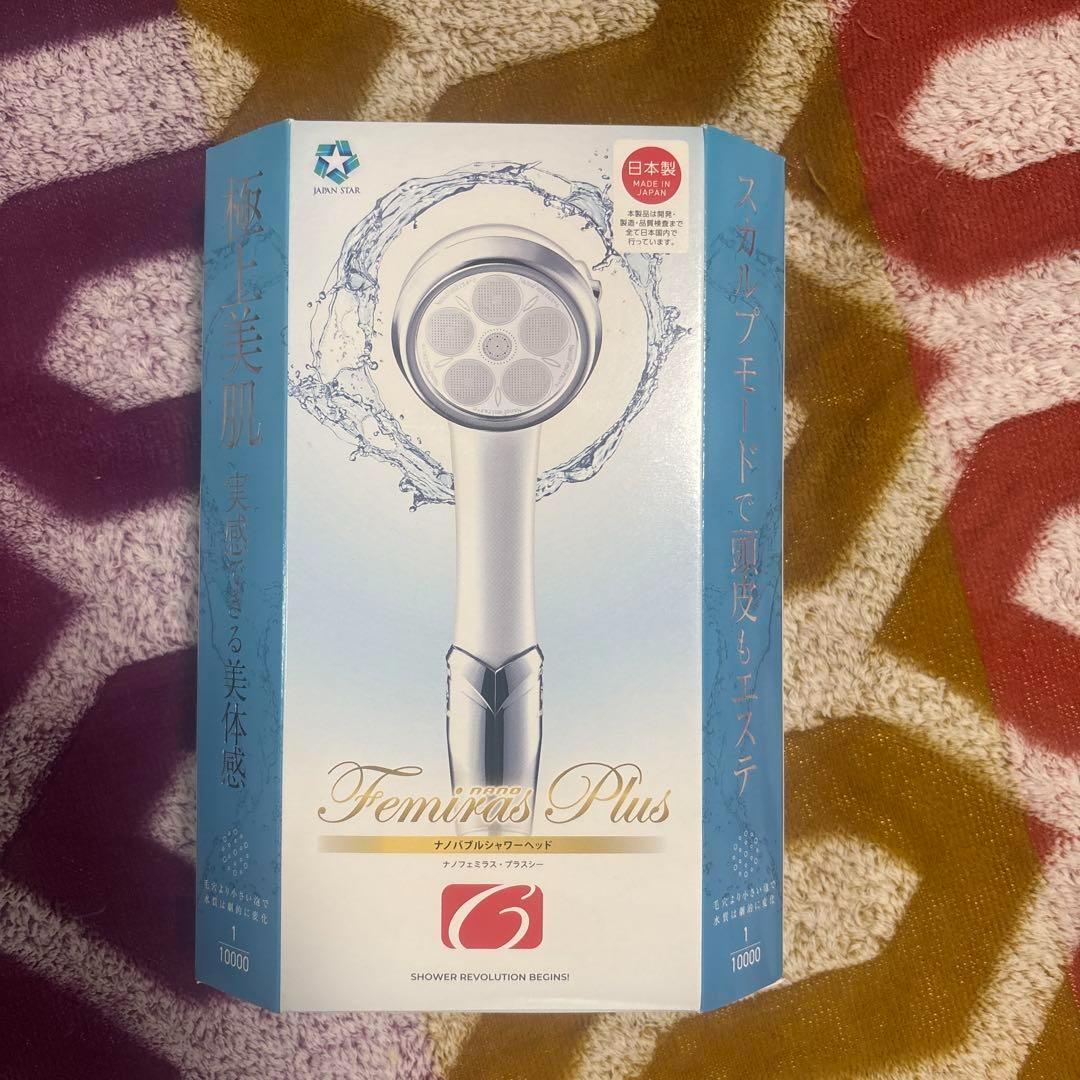 JAPAN STAR
日本製
MADE IN
JAPAN
本製品は開発・
製造・品質検査まで
全て日本国内で
行っています。
極上美肌
実感できる美体感
毛穴より小さい泡で
水質は劇的に変化
1
10000
nano
Femiras Plus
ナノバブルシャワーヘッド
ナノフェミラス・プラスシー
C
SHOWER REVOLUTION BEGINS!
スカルプモードで頭皮もエステ
毛穴より小さい泡で
水質は劇的に変化
1
10000